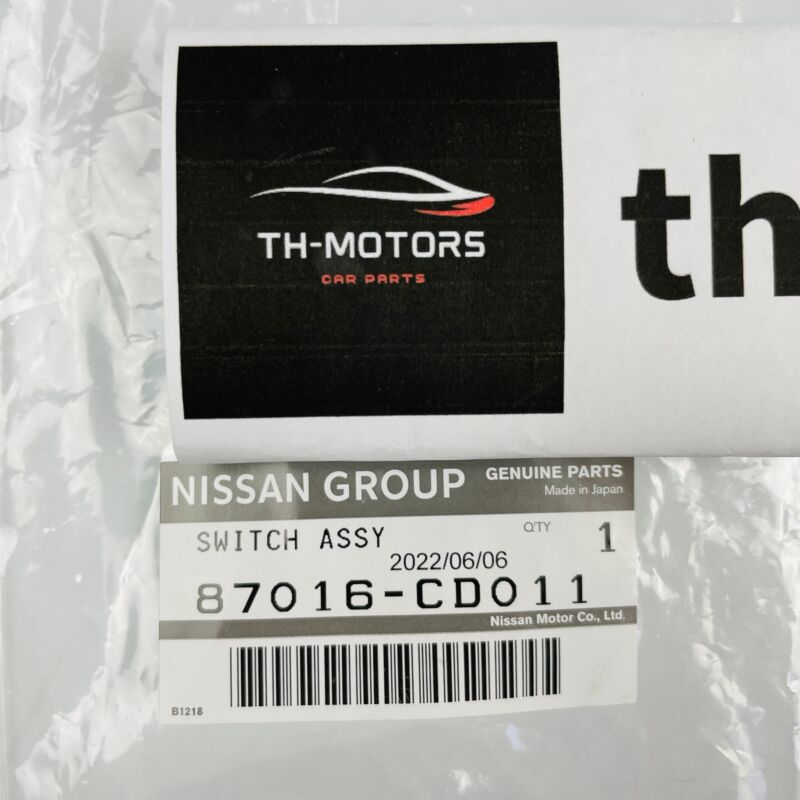 TH-MOTORS
CAR PARTS
th
NISSAN GROUP
GENUINE PARTS
Made in Japan
SWITCH ASSY
QTY
1
2022/06/06
87016-CD011
Nissan Motor Co., Ltd.
B1218